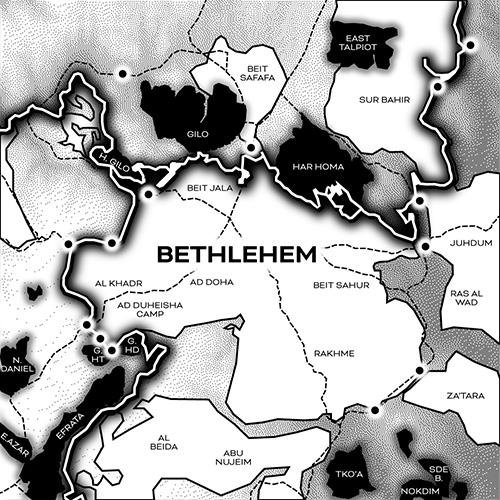 EAST
TALPIOT
BEIT
SAFAFA
SUR BAHIR
GILO
H. GILO
HAR HOMA
BEIT JALA
BETHLEHEM
JUHDUM
AL KHADR
AD DOHA
BEIT SAHUR
RAS AL
WAD
AD DUHEISHA
CAMP
G.
HT
G.
HD
RAKHME
N.
DANIEL
ZA'TARA
EFRATA
E.AZAR
AL
BEIDA
ABU
NUJEIM
TKO'A
SDE
B.
NOKDIM